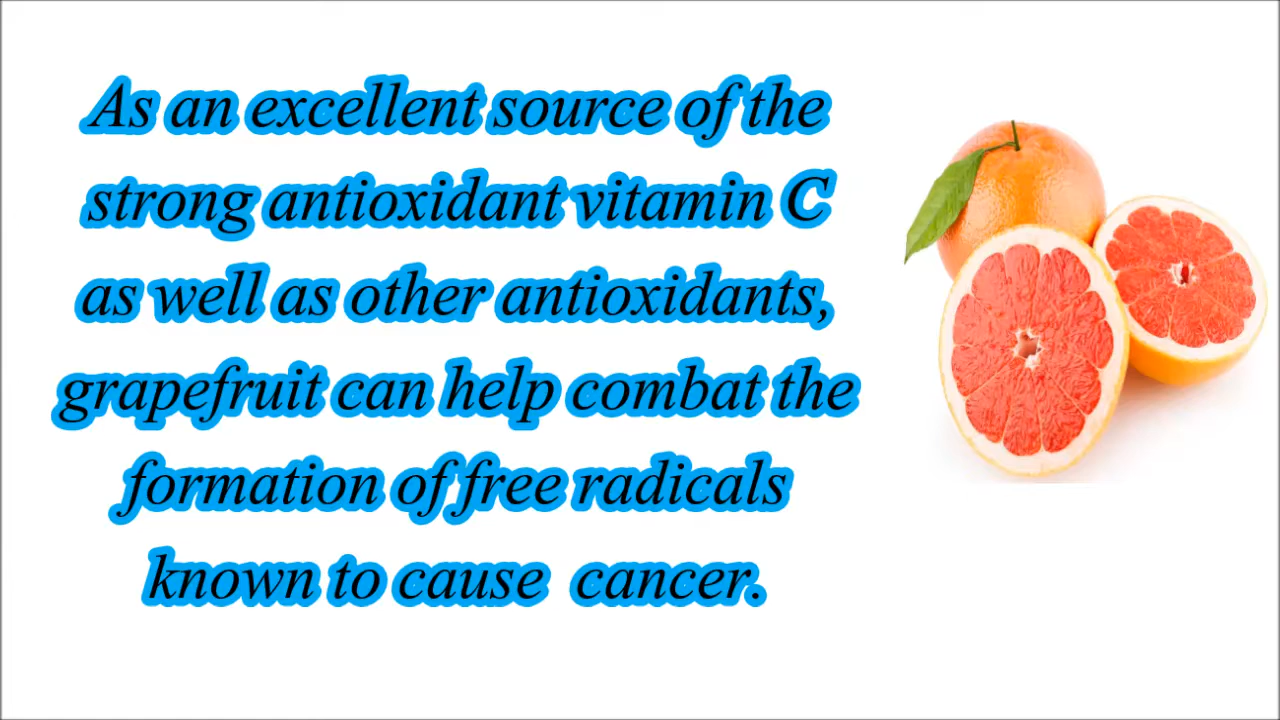 As an excellent source of the
strong antioxidant vitamin C
as well as other antioxidants,
grapefruit can help combat the
formation of free radicals
known to cause  cancer.